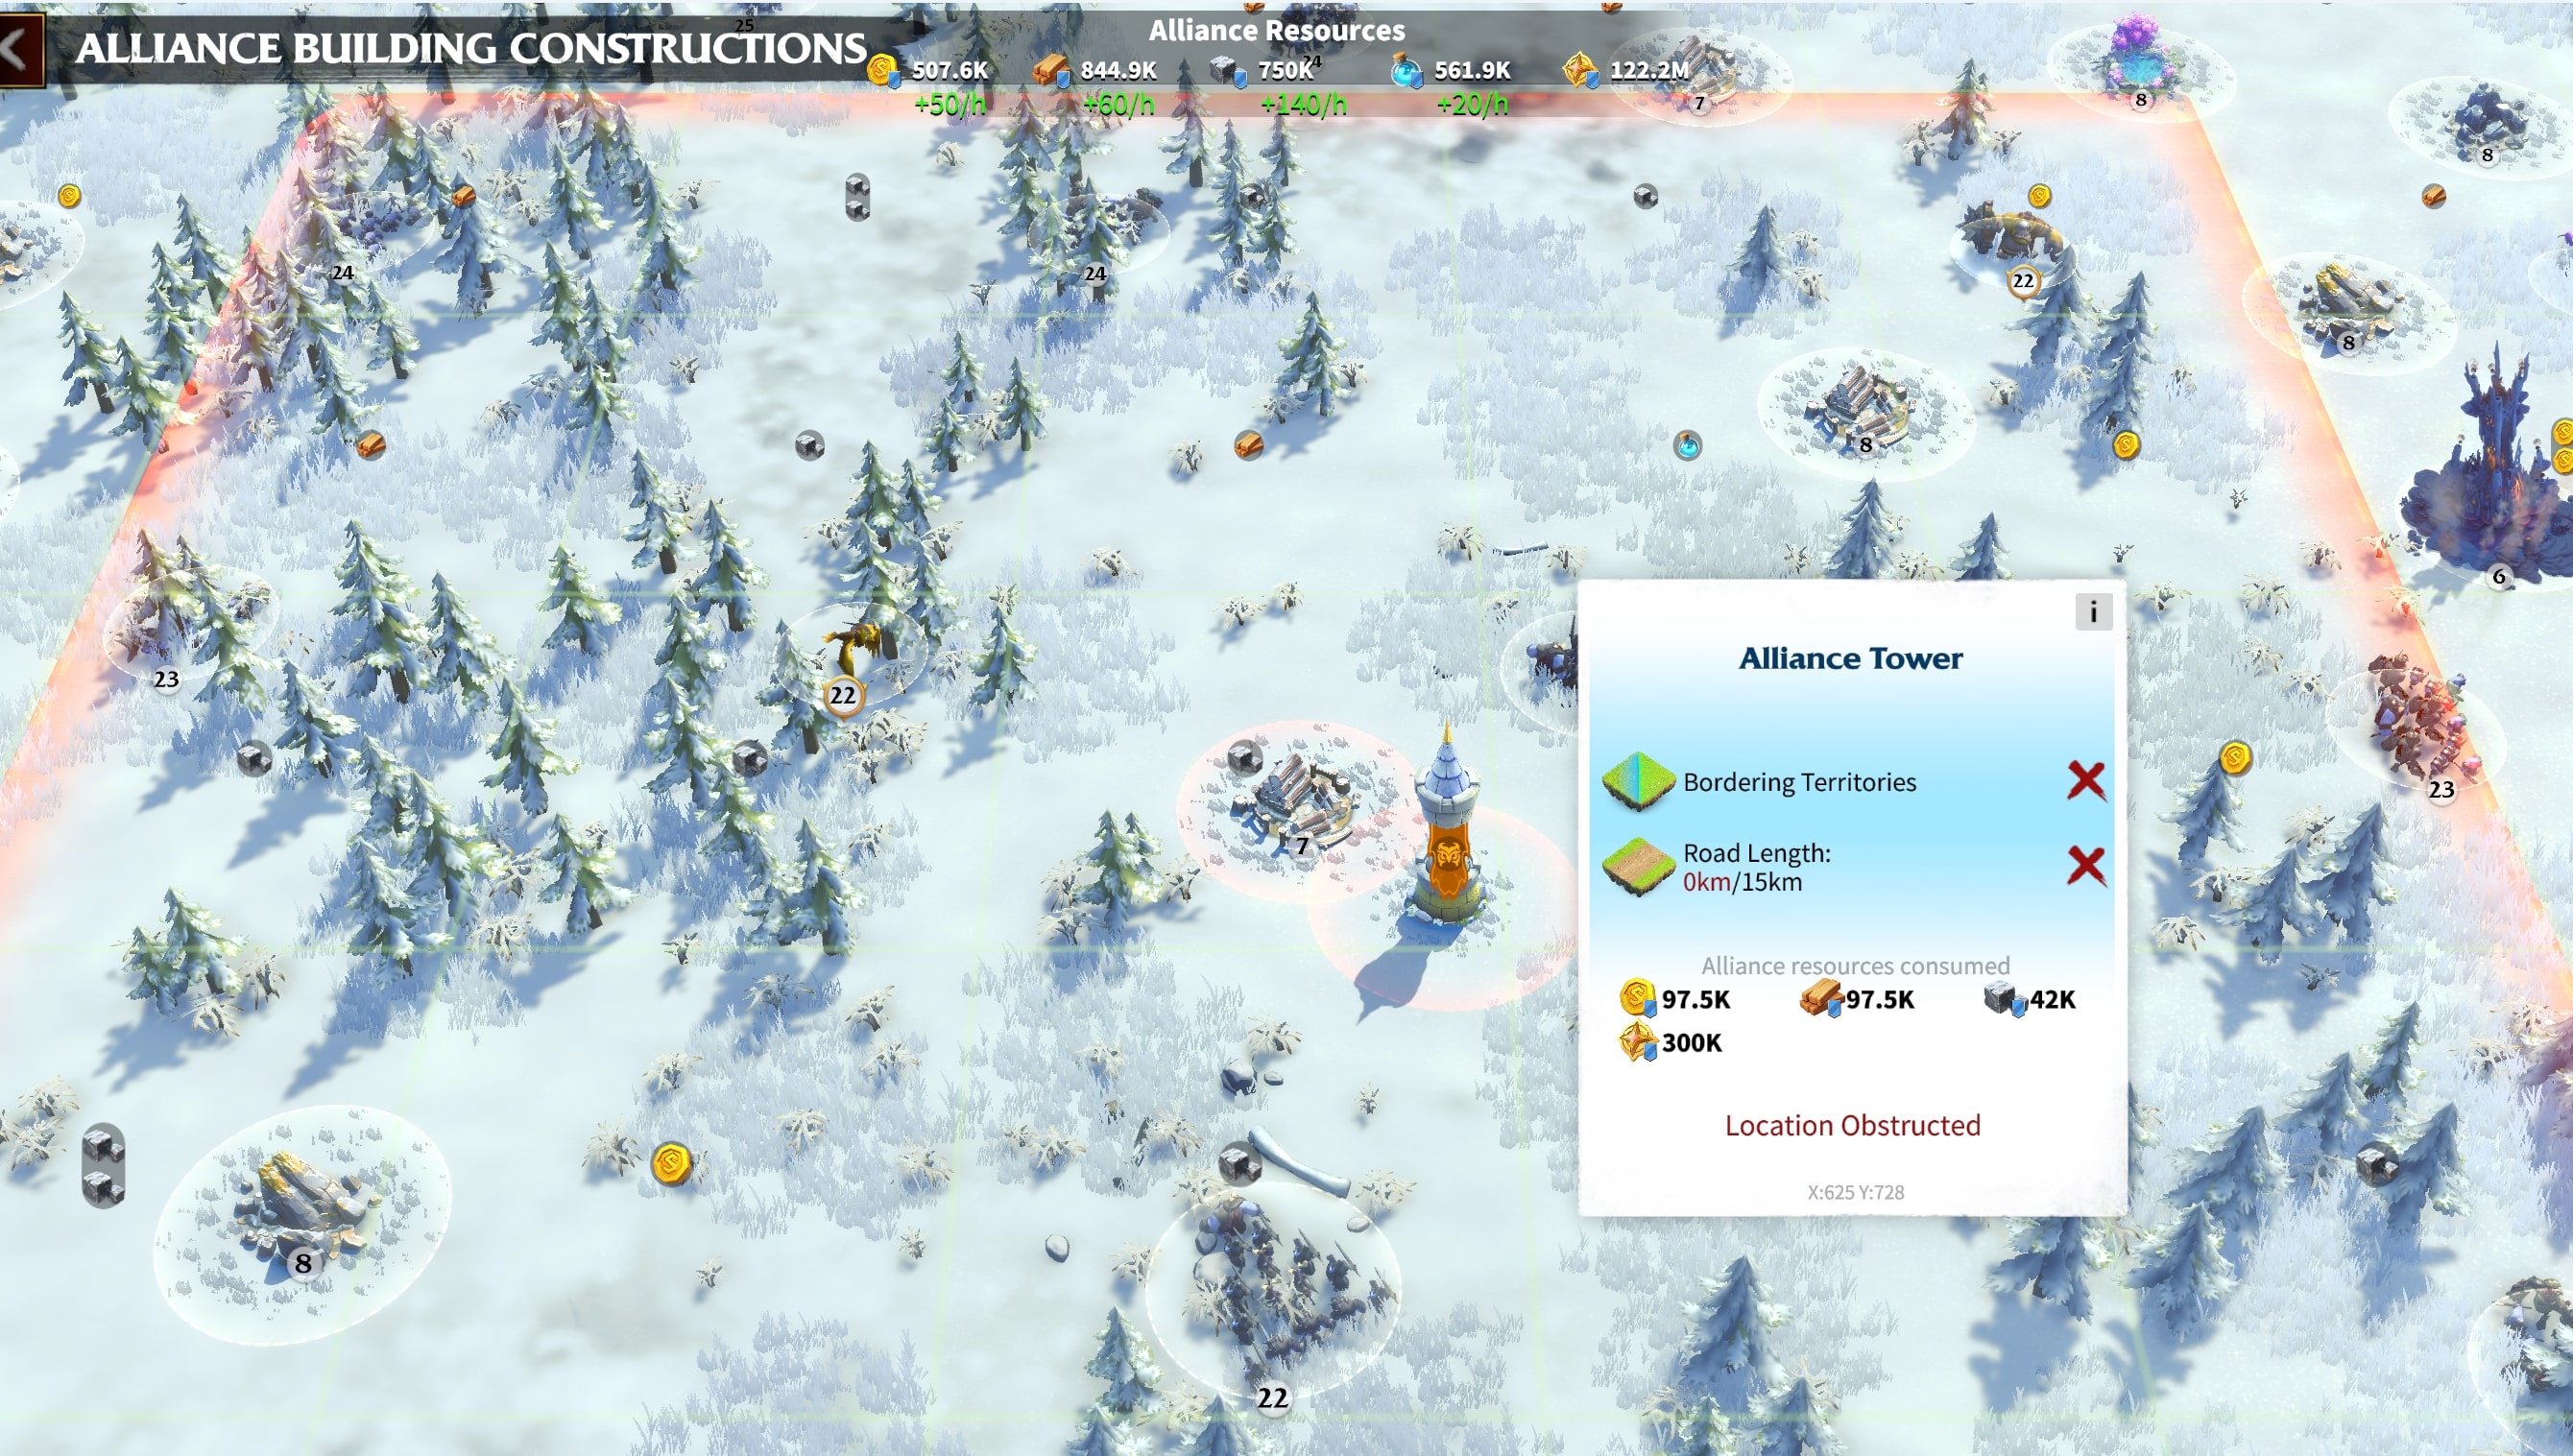 25
ALLIANCE BUILDING CONSTRUCTIONS
Alliance Resources
24
507.6K
844.9K
750K
561.9K
122.2M
+50/h
+60/h
+140/h
+20/h
7
8
8
24
24
22
8
8
6
23
22
7
23
i
Alliance Tower
Bordering Territories
Road Length:
0km/15km
Alliance resources consumed
97.5K
97.5K
42K
300K
Location Obstructed
X:625 Y:728
8
22